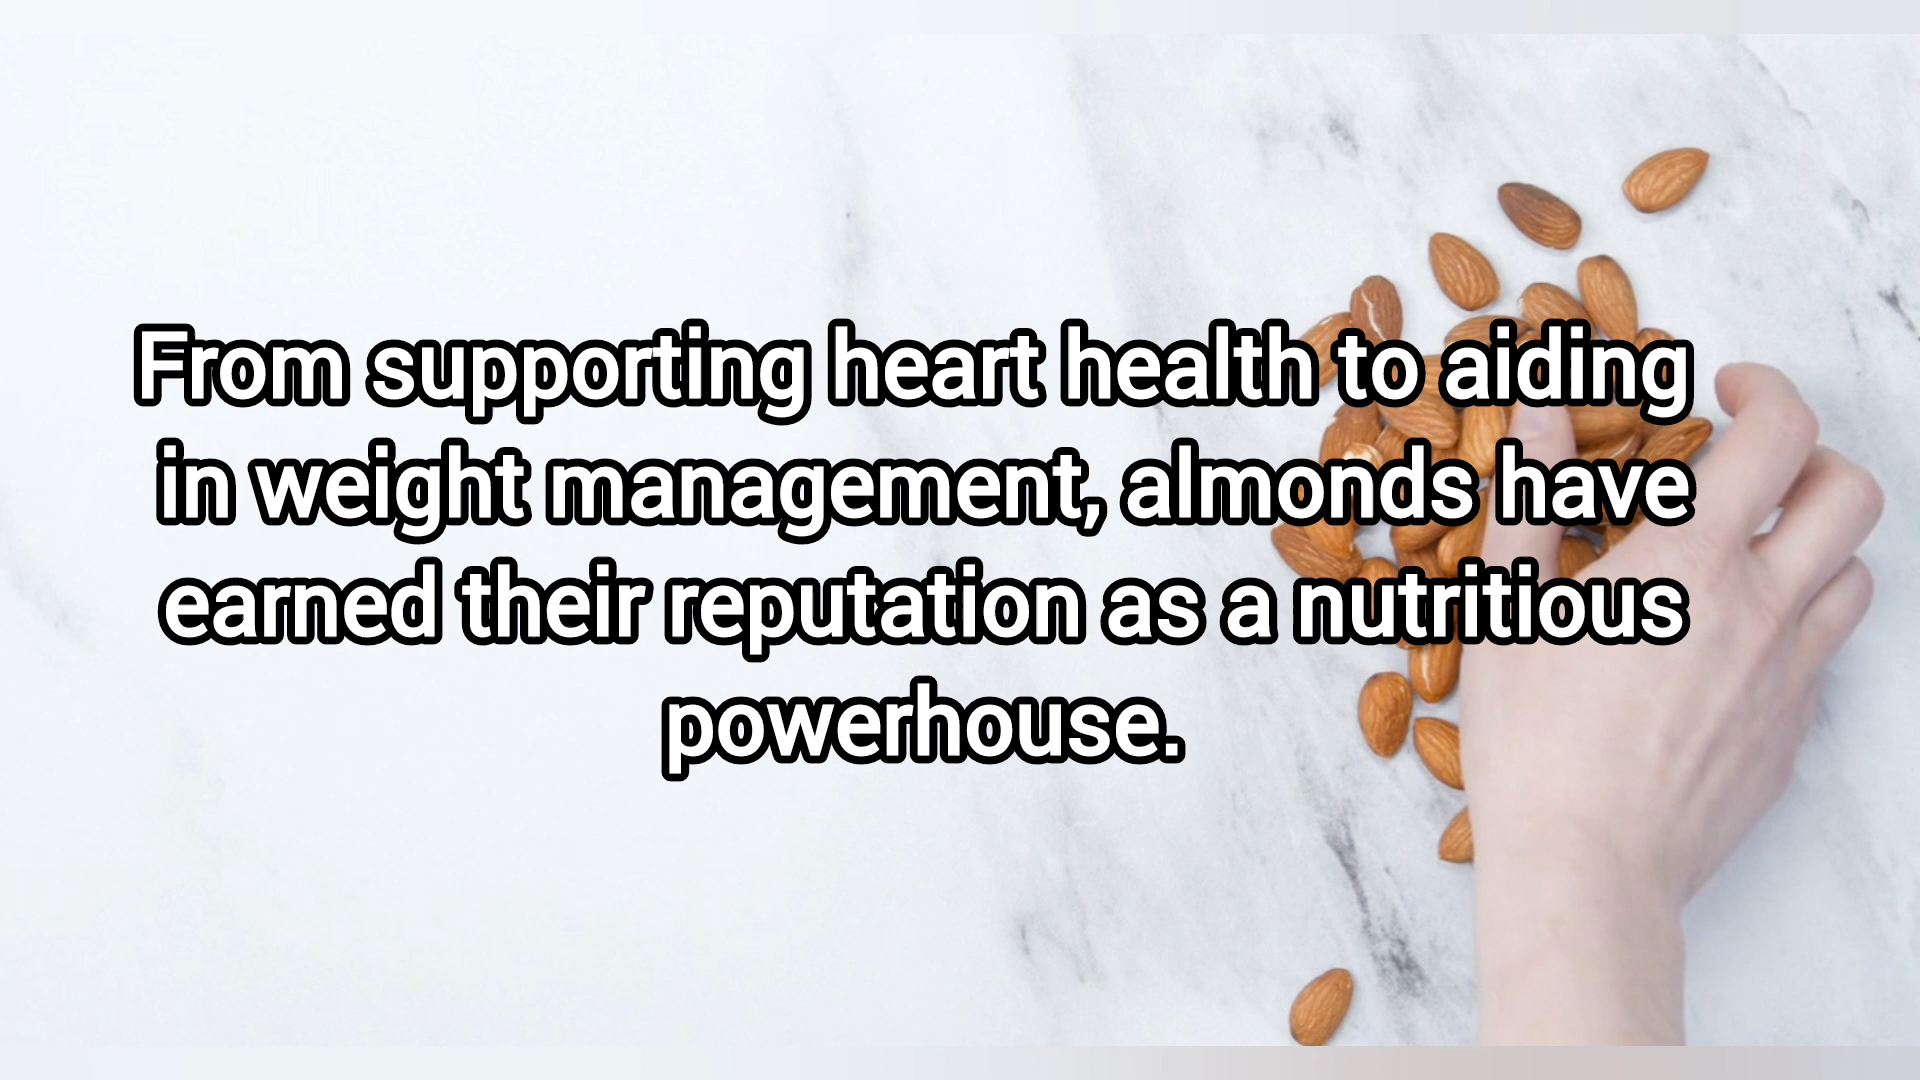 From supporting heart health to aiding
in weight management, almonds have
earned their reputation as a nutritious
powerhouse.